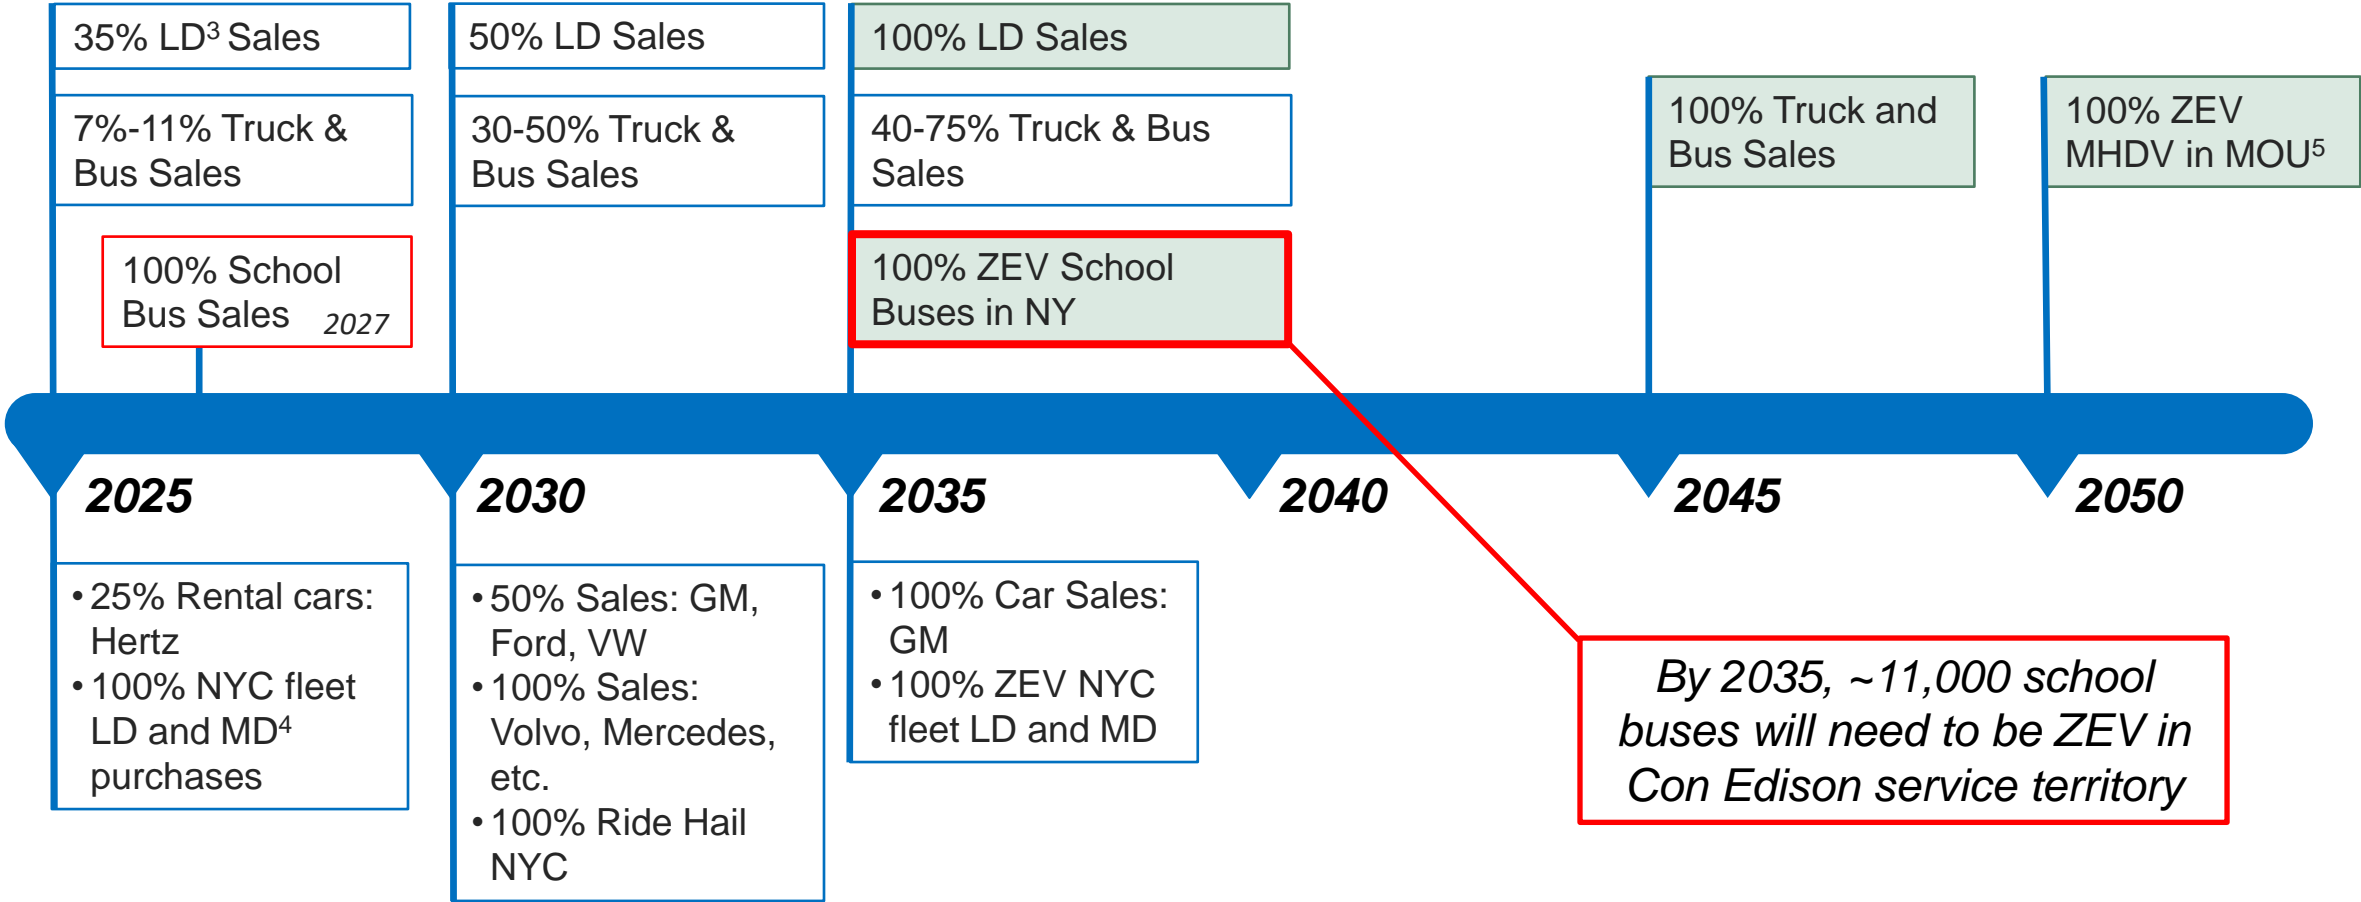 35% LD³ Sales
7%-11% Truck &
Bus Sales
100% School
Bus Sales 2027
50% LD Sales
30-50% Truck &
Bus Sales
100% LD Sales
40-75% Truck & Bus
Sales
100% ZEV School
Buses in NY
100% Truck and
Bus Sales
100% ZEV
MHDV in MOU⁵
2025
2030
2035
2040
2045
2050
• 25% Rental cars:
Hertz
• 100% NYC fleet
LD and MD⁴
purchases
• 50% Sales: GM,
Ford, VW
• 100% Sales:
Volvo, Mercedes,
etc.
• 100% Ride Hail
NYC
• 100% Car Sales:
GM
• 100% ZEV NYC
fleet LD and MD
By 2035, ~11,000 school
buses will need to be ZEV in
Con Edison service territory